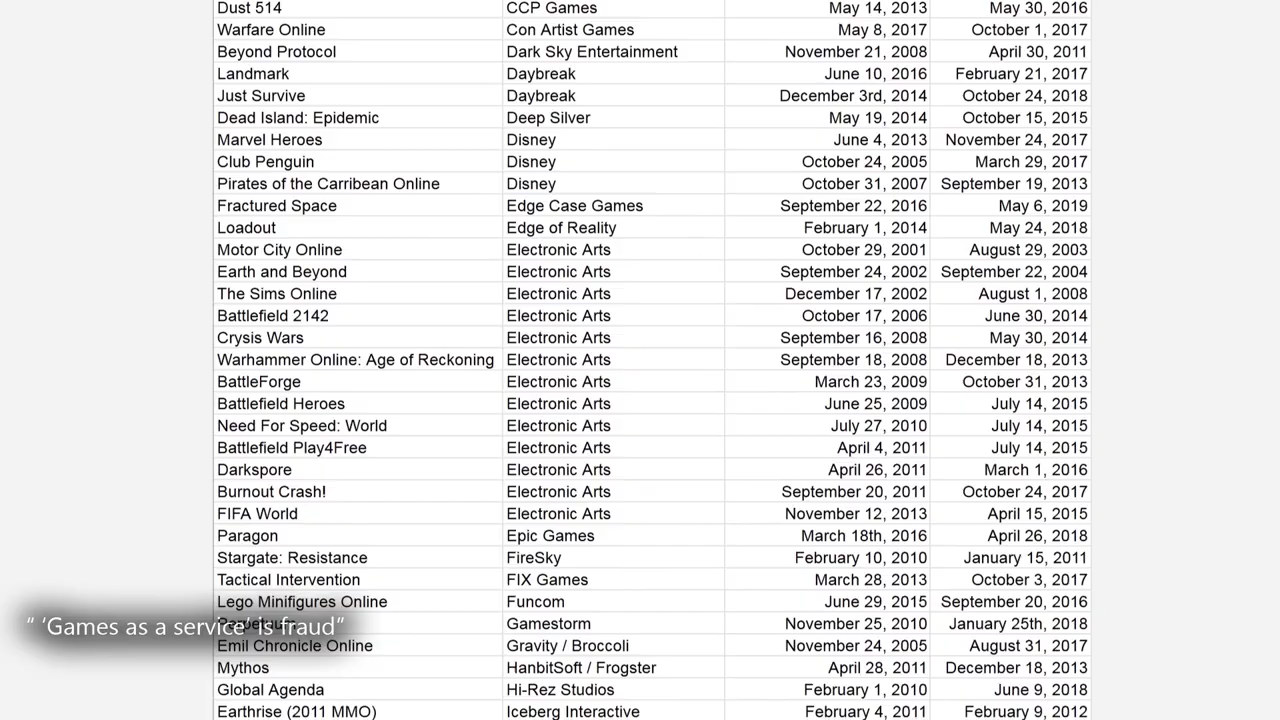 Dust 514 CCP Games May 14, 2013 May 30, 2016
Warfare Online Con Artist Games May 8, 2017 October 1, 2017
Beyond Protocol Dark Sky Entertainment November 21, 2008 April 30, 2011
Landmark Daybreak June 10, 2016 February 21, 2017
Just Survive Daybreak December 3rd, 2014 October 24, 2018
Dead Island: Epidemic Deep Silver May 19, 2014 October 15, 2015
Marvel Heroes Disney June 4, 2013 November 24, 2017
Club Penguin Disney October 24, 2005 March 29, 2017
Pirates of the Carribean Online Disney October 31, 2007 September 19, 2013
Fractured Space Edge Case Games September 22, 2016 May 6, 2019
Loadout Edge of Reality February 1, 2014 May 24, 2018
Motor City Online Electronic Arts October 29, 2001 August 29, 2003
Earth and Beyond Electronic Arts September 24, 2002 September 22, 2004
The Sims Online Electronic Arts December 17, 2002 August 1, 2008
Battlefield 2142 Electronic Arts October 17, 2006 June 30, 2014
Crysis Wars Electronic Arts September 16, 2008 May 30, 2014
Warhammer Online: Age of Reckoning Electronic Arts September 18, 2008 December 18, 2013
BattleForge Electronic Arts March 23, 2009 October 31, 2013
Battlefield Heroes Electronic Arts June 25, 2009 July 14, 2015
Need For Speed: World Electronic Arts July 27, 2010 July 14, 2015
Battlefield Play4Free Electronic Arts April 4, 2011 July 14, 2015
Darkspore Electronic Arts April 26, 2011 March 1, 2016
Burnout Crash! Electronic Arts September 20, 2011 October 24, 2017
FIFA World Electronic Arts November 12, 2013 April 15, 2015
Paragon Epic Games March 18th, 2016 April 26, 2018
Stargate: Resistance FireSky February 10, 2010 January 15, 2011
Tactical Intervention FIX Games March 28, 2013 October 3, 2017
Lego Minifigures Online Funcom June 29, 2015 September 20, 2016
“ ‘Games as a service’ is fraud”
Gamestorm November 25, 2010 January 25th, 2018
Emil Chronicle Online Gravity / Broccoli November 24, 2005 August 31, 2017
Mythos HanbitSoft / Frogster April 28, 2011 December 18, 2013
Global Agenda Hi-Rez Studios February 1, 2010 June 9, 2018
Earthrise (2011 MMO) Iceberg Interactive February 4, 2011 February 9, 2012